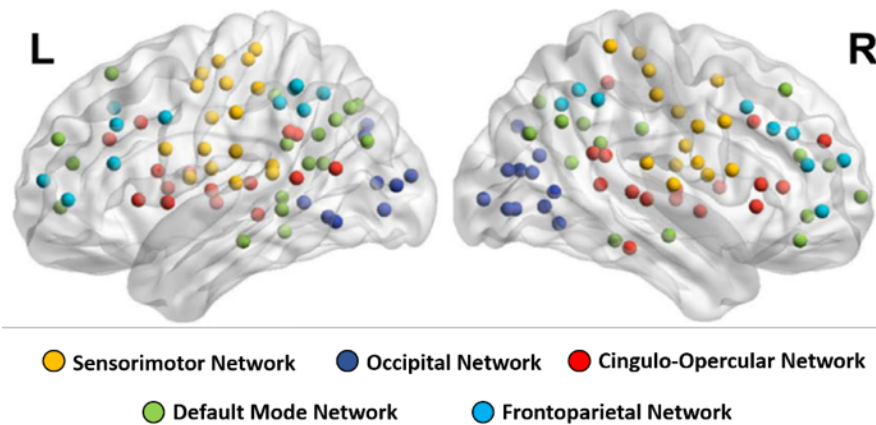 L R
Sensorimotor Network Occipital Network Cingulo-Opercular Network
Default Mode Network Frontoparietal Network